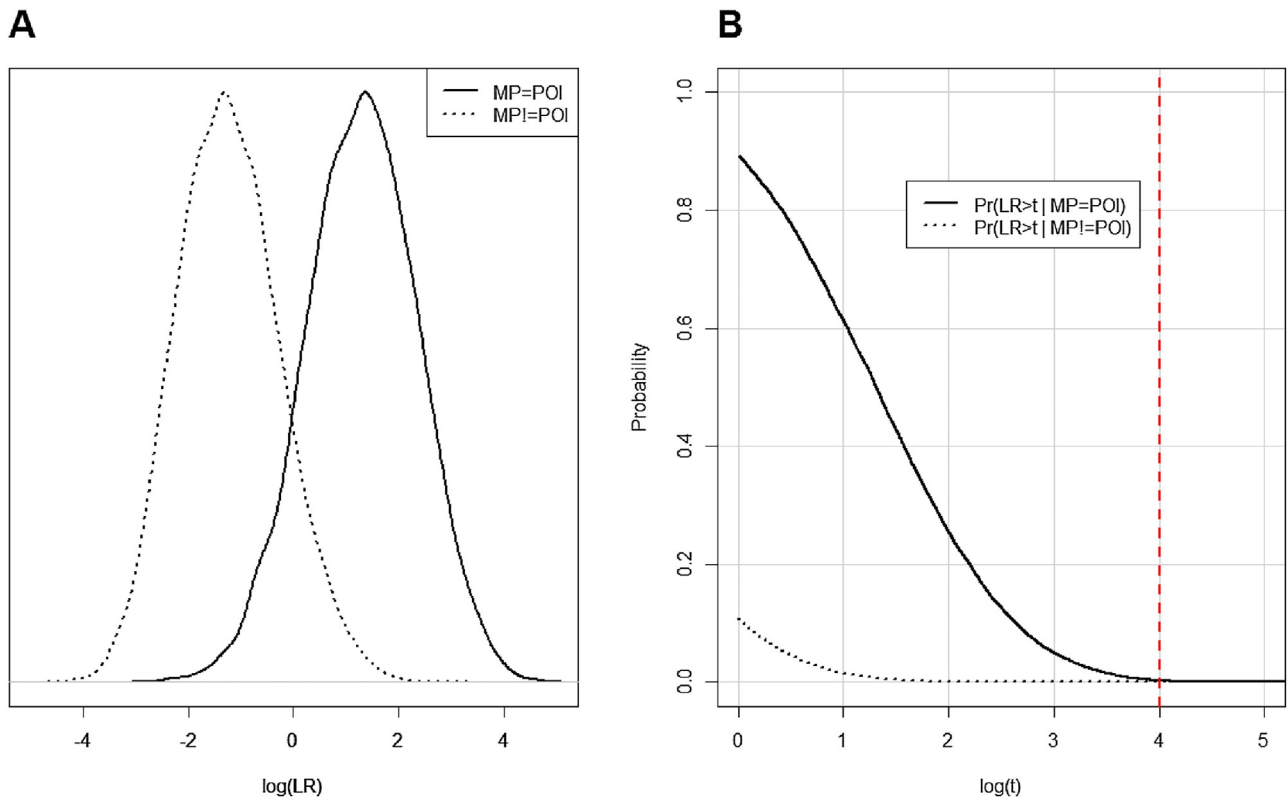 A
MP=POI
MP!=POI
-4
-2
0
2
4
log(LR)
B
Probability
1.0
0.8
0.6
0.4
0.2
0.0
Pr(LR>t | MP=POI)
Pr(LR>t | MP!=POI)
0
1
2
3
4
5
log(t)